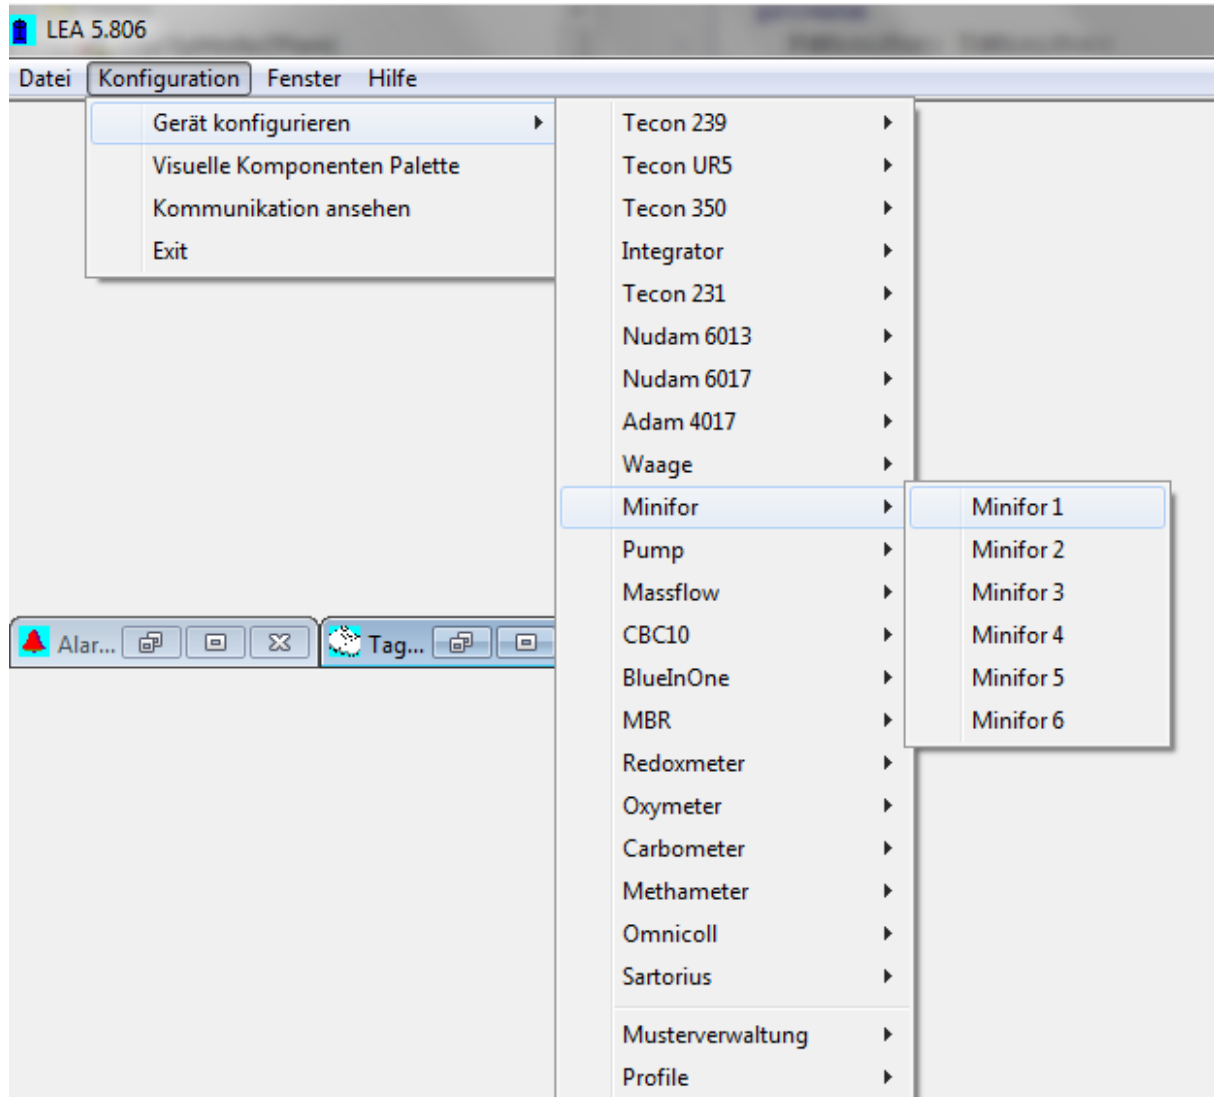 LEA 5.806
Datei Konfiguration Fenster Hilfe
Gerät konfigurieren
Visuelle Komponenten Palette
Kommunikation ansehen
Exit
Tecon 239
Tecon UR5
Tecon 350
Integrator
Tecon 231
Nudam 6013
Nudam 6017
Adam 4017
Waage
Minifor
Pump
Massflow
CBC10
BlueInOne
MBR
Redoxmeter
Oxymeter
Carbometer
Methameter
Omnicoll
Sartorius
Musterverwaltung
Profile
Minifor 1
Minifor 2
Minifor 3
Minifor 4
Minifor 5
Minifor 6
Alar... Tag...